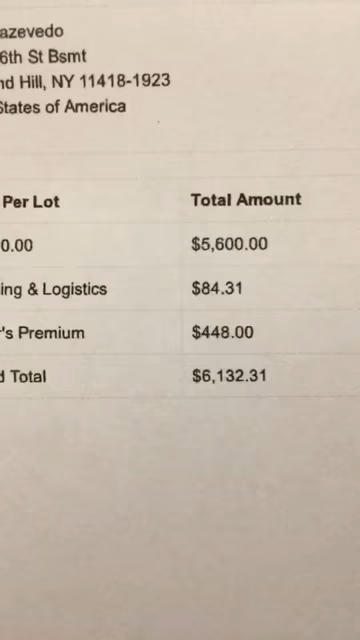 azevedo
6th St Bsmt
nd Hill, NY 11418-1923
States of America
Per Lot Total Amount
0.00 $5,600.00
ing & Logistics $84.31
r's Premium $448.00
d Total $6,132.31